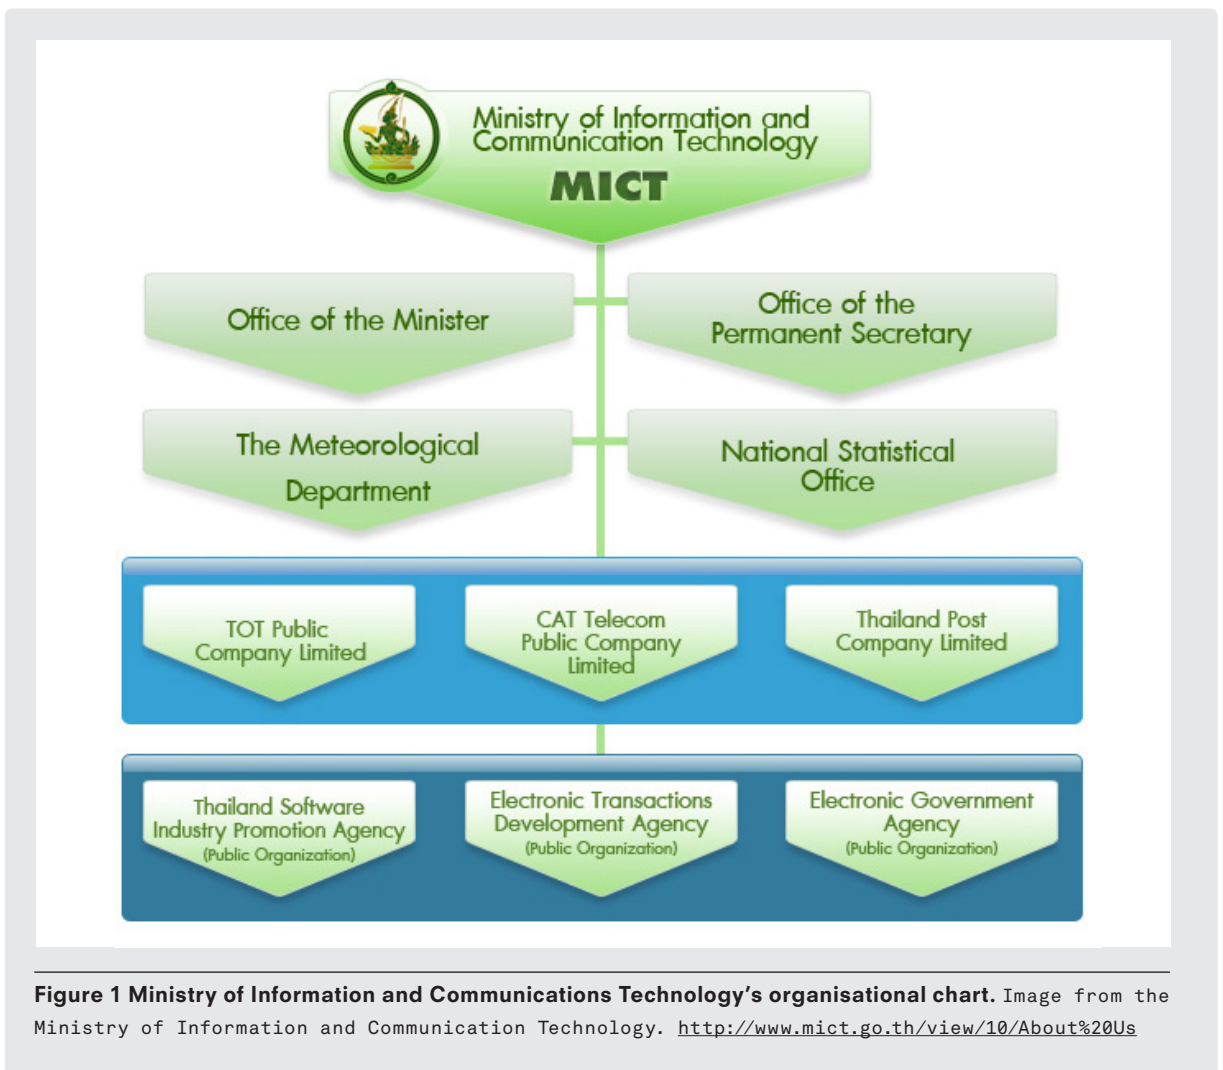 Ministry of Information and
Communication Technology
MICT
Office of the Minister
Office of the
Permanent Secretary
The Meteorological
Department
National Statistical
Office
TOT Public
Company Limited
CAT Telecom
Public Company
Limited
Thailand Post
Company Limited
Thailand Software
Industry Promotion Agency
(Public Organization)
Electronic Transactions
Development Agency
(Public Organization)
Electronic Government
Agency
(Public Organization)
Figure 1 Ministry of Information and Communications Technology's organisational chart. Image from the
Ministry of Information and Communication Technology. http://www.mict.go.th/view/10/About%20Us